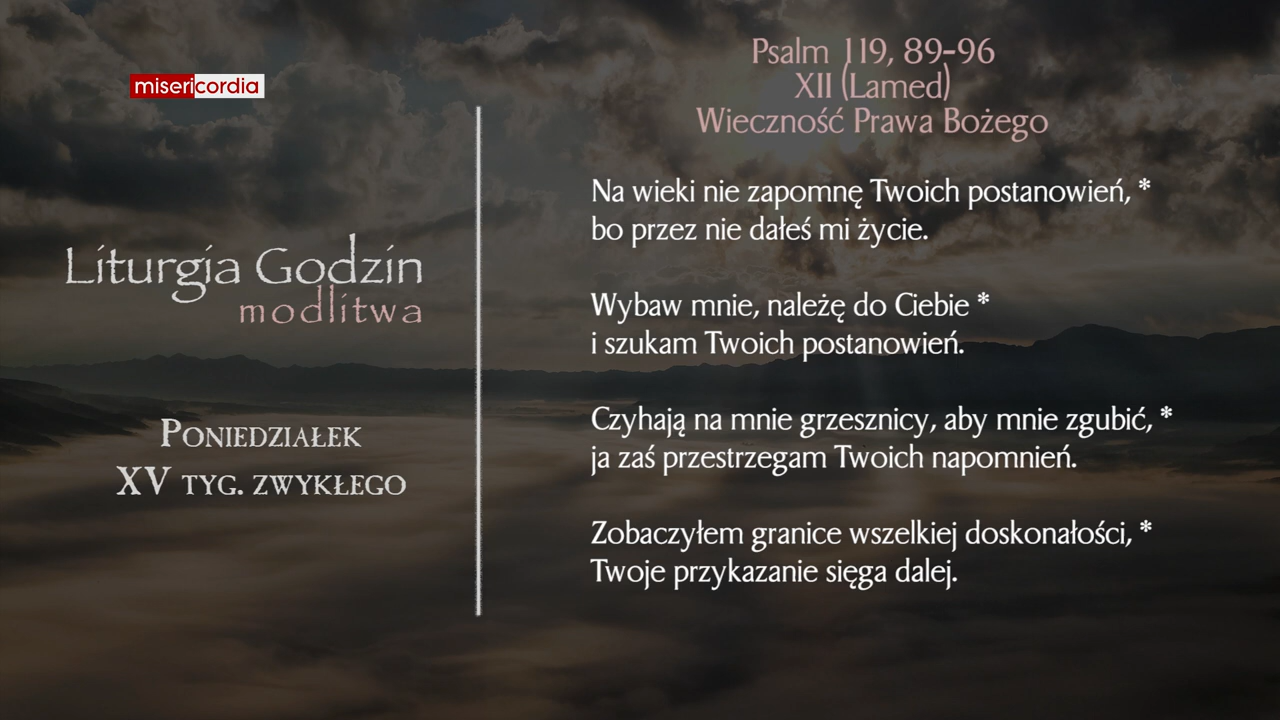 misericordia
Liturgia Godzin
modlitwa
Poniedziałek
XV tyg. zwykłego
Psalm 119, 89-96
XII (Lamed)
Wieczność Prawa Bożego
Na wieki nie zapomnę Twoich postanowień, *
bo przez nie dałeś mi życie.
Wybaw mnie, należę do Ciebie *
i szukam Twoich postanowień.
Czyhają na mnie grzesznicy, aby mnie zgubić, *
ja zaś przestrzegam Twoich napomnień.
Zobaczyłem granice wszelkiej doskonałości, *
Twoje przykazanie sięga dalej.